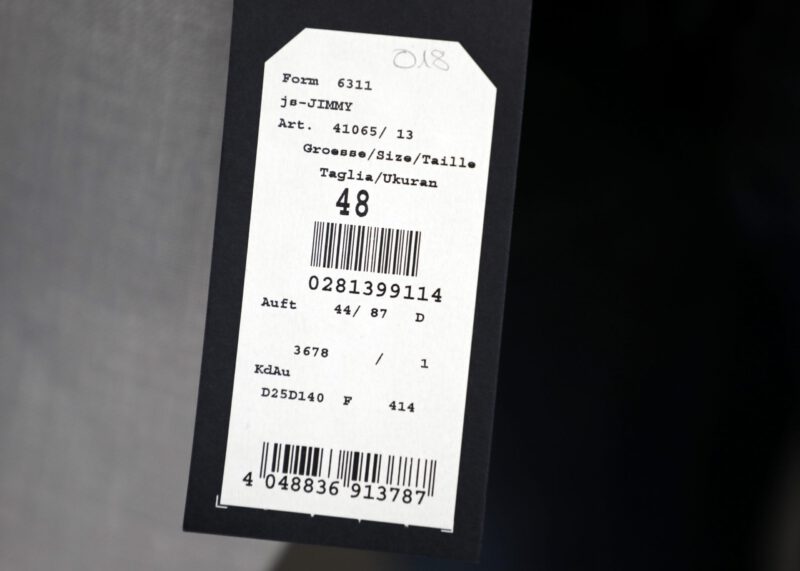 018
Form 6311
js-JIMMY
Art. 41065/ 13
Groesse/Size/Taille
Taglia/Ukuran
48
0281399114
Auft 44/ 87 D
3678 / 1
KdAu
D25D140 F 414
4 048836 913787